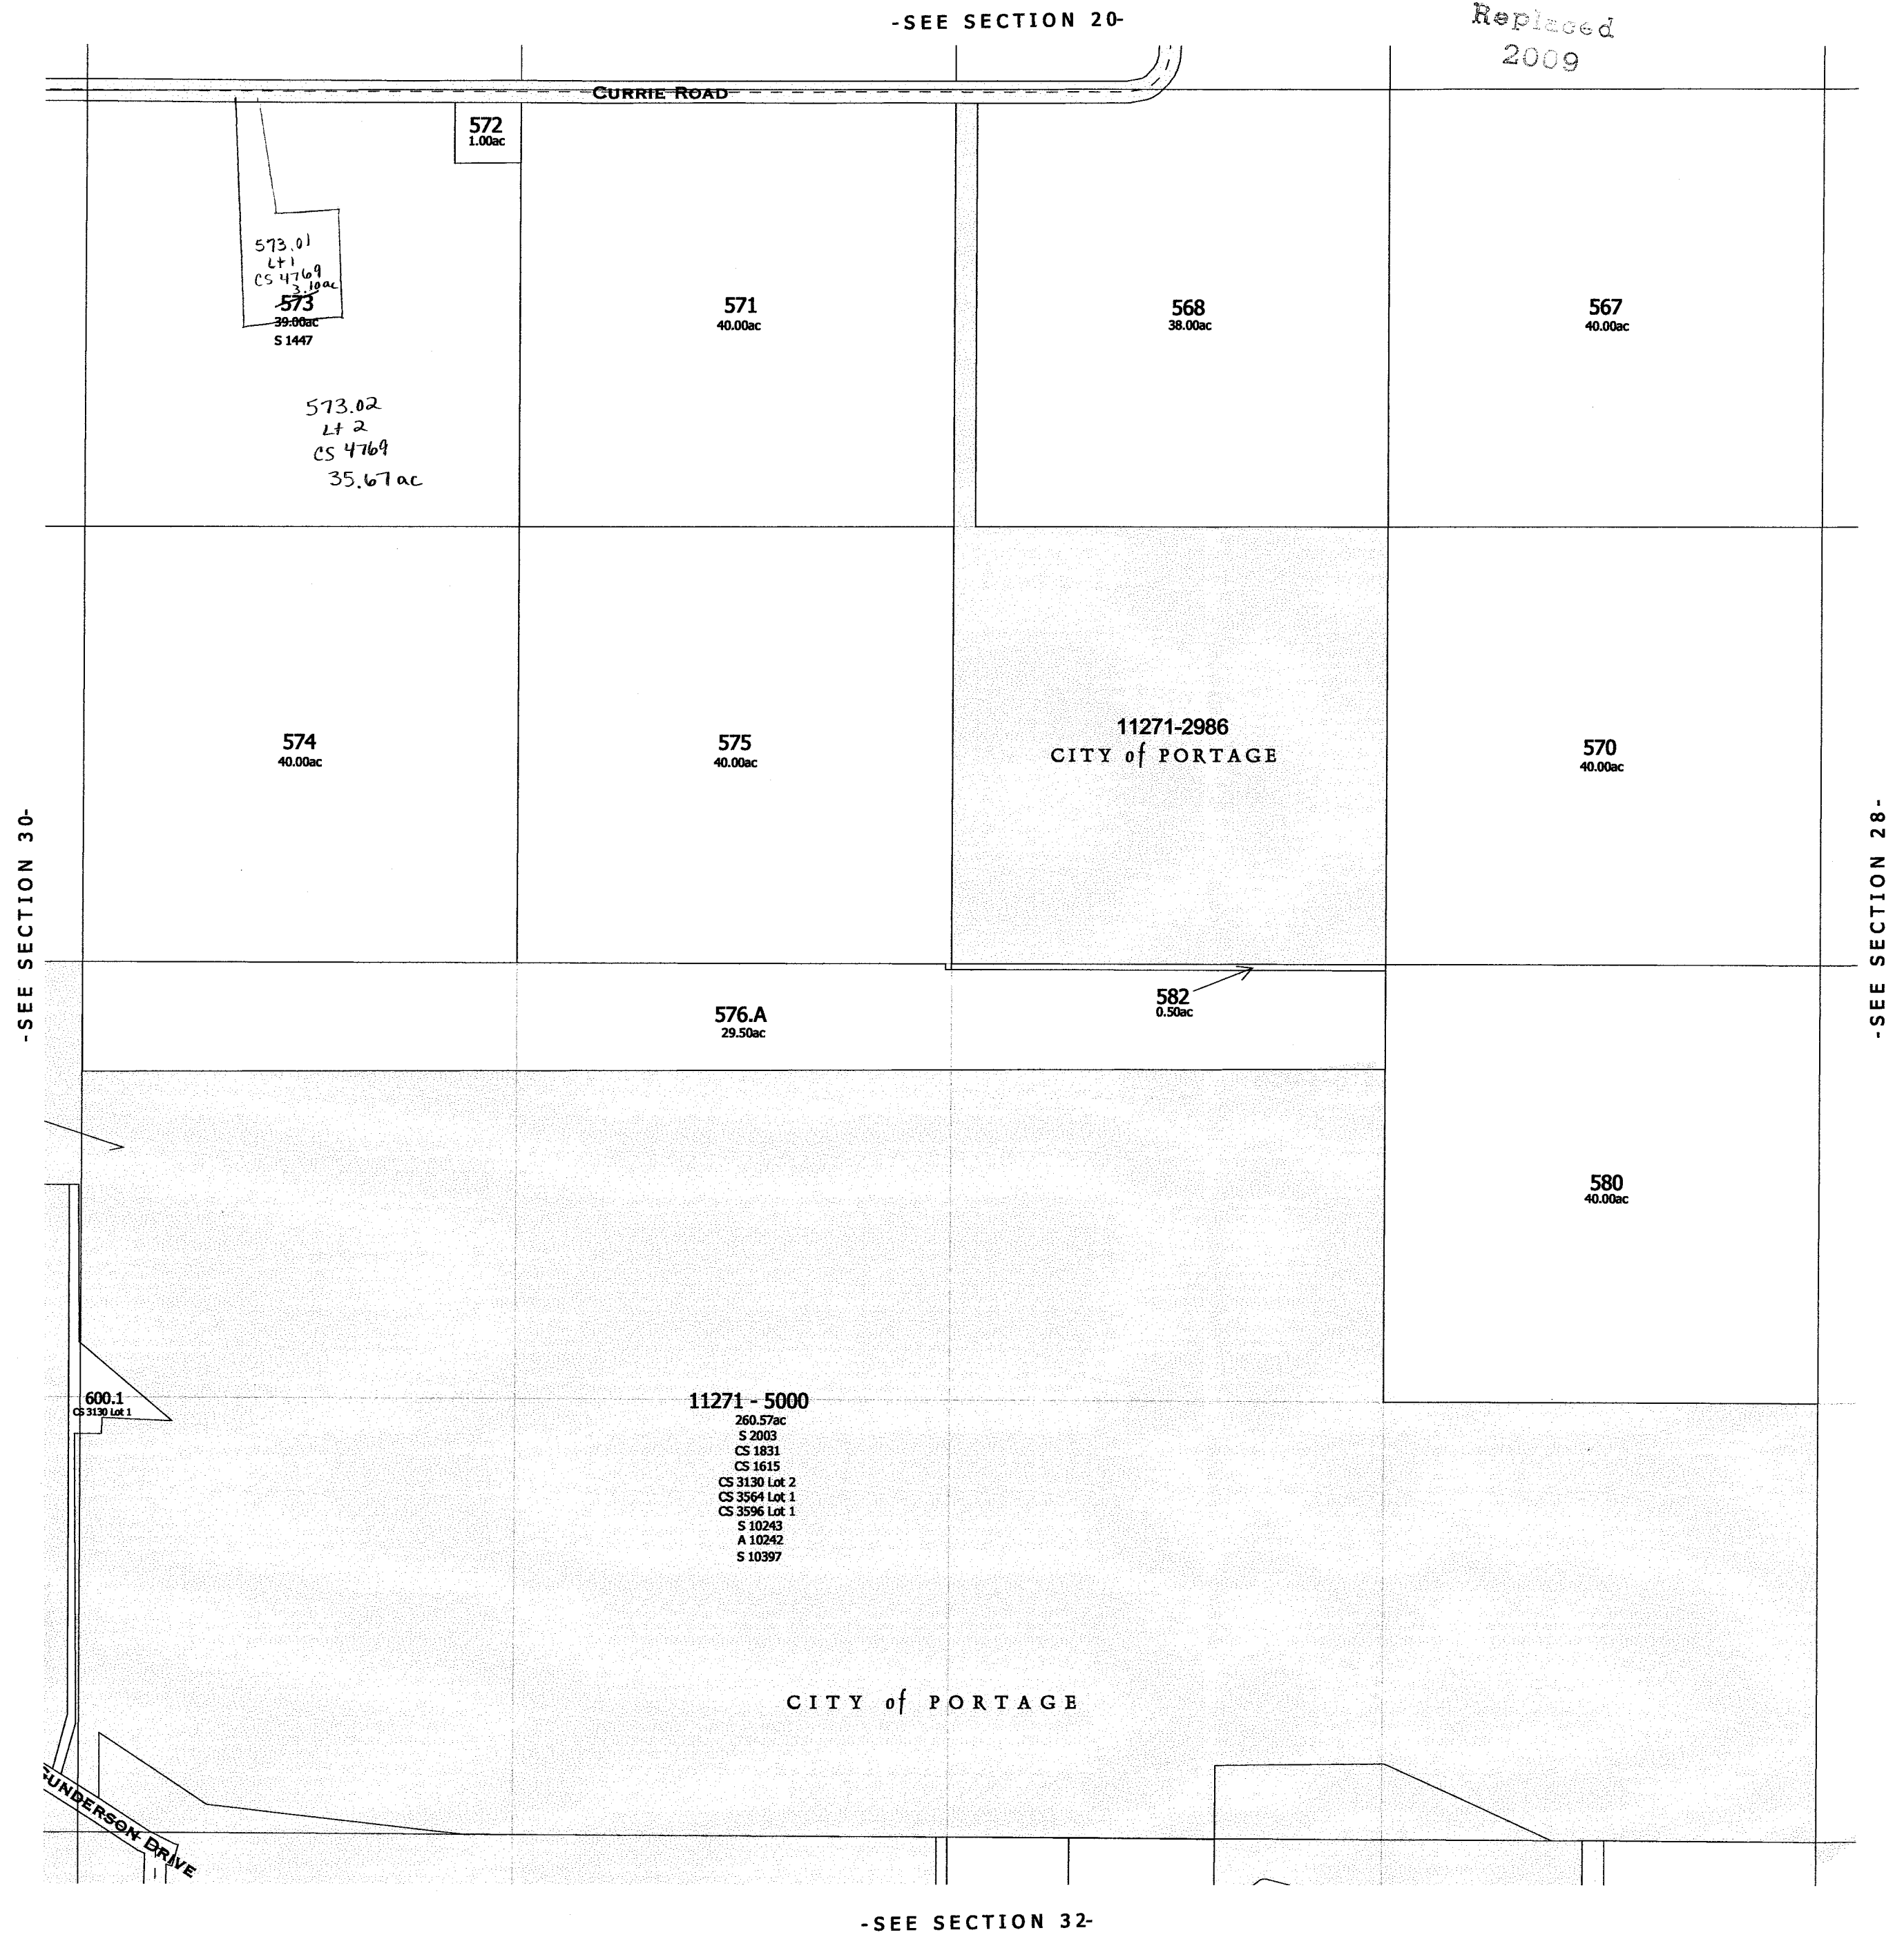 -SEE SECTION 20-
Replaced
2009
CURRIE ROAD
572
1.00ac
573.01
Lt 1
CS 4769
3.10ac
573
39.00ac
S 1447
573.02
Lt 2
CS 4769
35.67 ac
571
40.00ac
568
38.00ac
567
40.00ac
574
40.00ac
575
40.00ac
11271-2986
CITY of PORTAGE
570
40.00ac
-SEE SECTION 30-
-SEE SECTION 28-
576.A
29.50ac
582
0.50ac
580
40.00ac
600.1
CS 3130 Lot 1
11271 - 5000
260.57ac
S 2003
CS 1831
CS 1615
CS 3130 Lot 2
CS 3564 Lot 1
CS 3596 Lot 1
S 10243
A 10242
S 10397
CITY of PORTAGE
GUNDERSON DRIVE
-SEE SECTION 32-